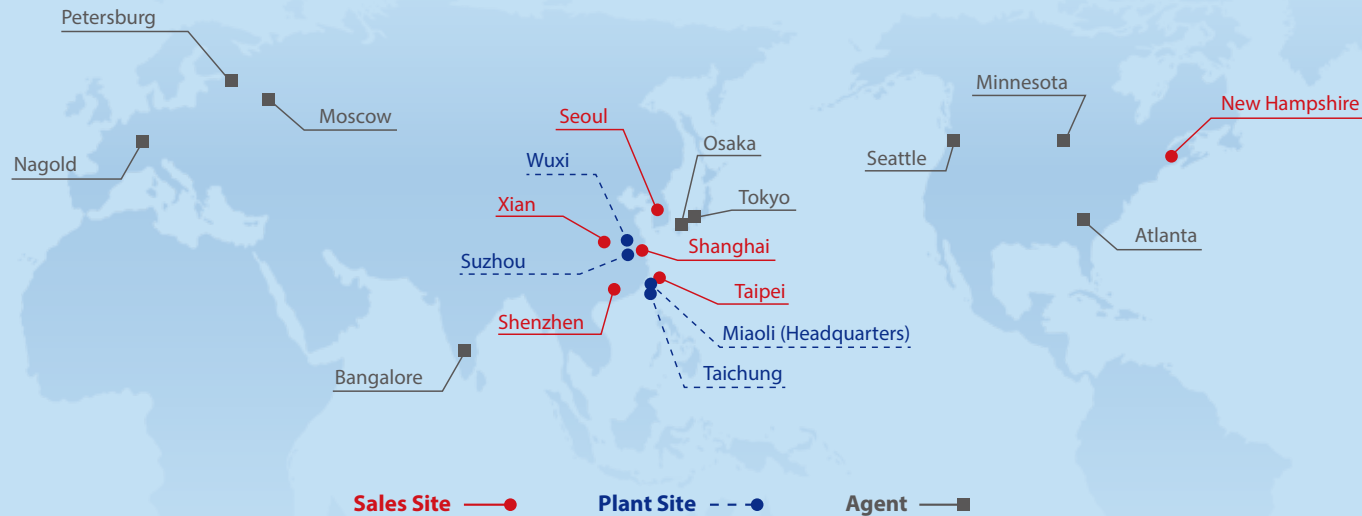 Petersburg
Moscow
Nagold
Seoul
Wuxi
Osaka
Tokyo
Xian
Shanghai
Suzhou
Taipei
Shenzhen
Miaoli (Headquarters)
Taichung
Bangalore
Minnesota
New Hampshire
Seattle
Atlanta
Sales Site
Plant Site
Agent